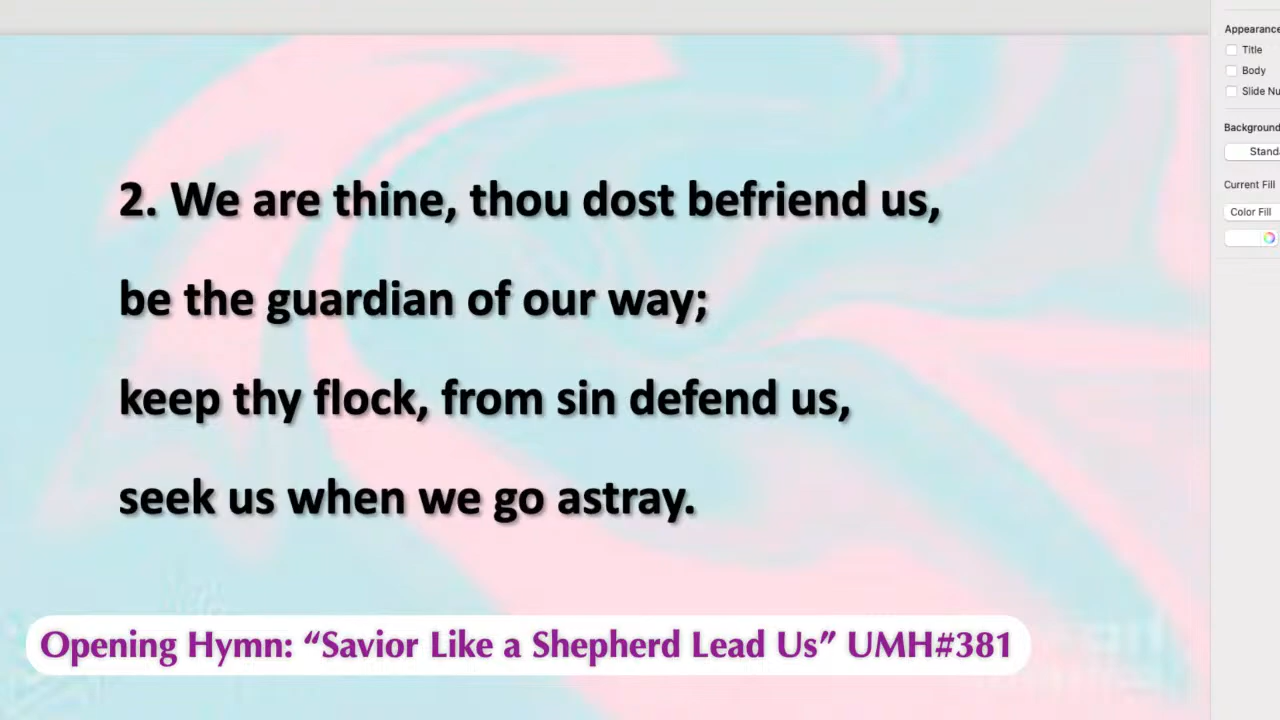 2. We are thine, thou dost befriend us,
be the guardian of our way;
keep thy flock, from sin defend us,
seek us when we go astray.
Opening Hymn: “Savior Like a Shepherd Lead Us” UMH#381
Appearance
Title
Body
Slide Nu
Background
Stand
Current Fill
Color Fill